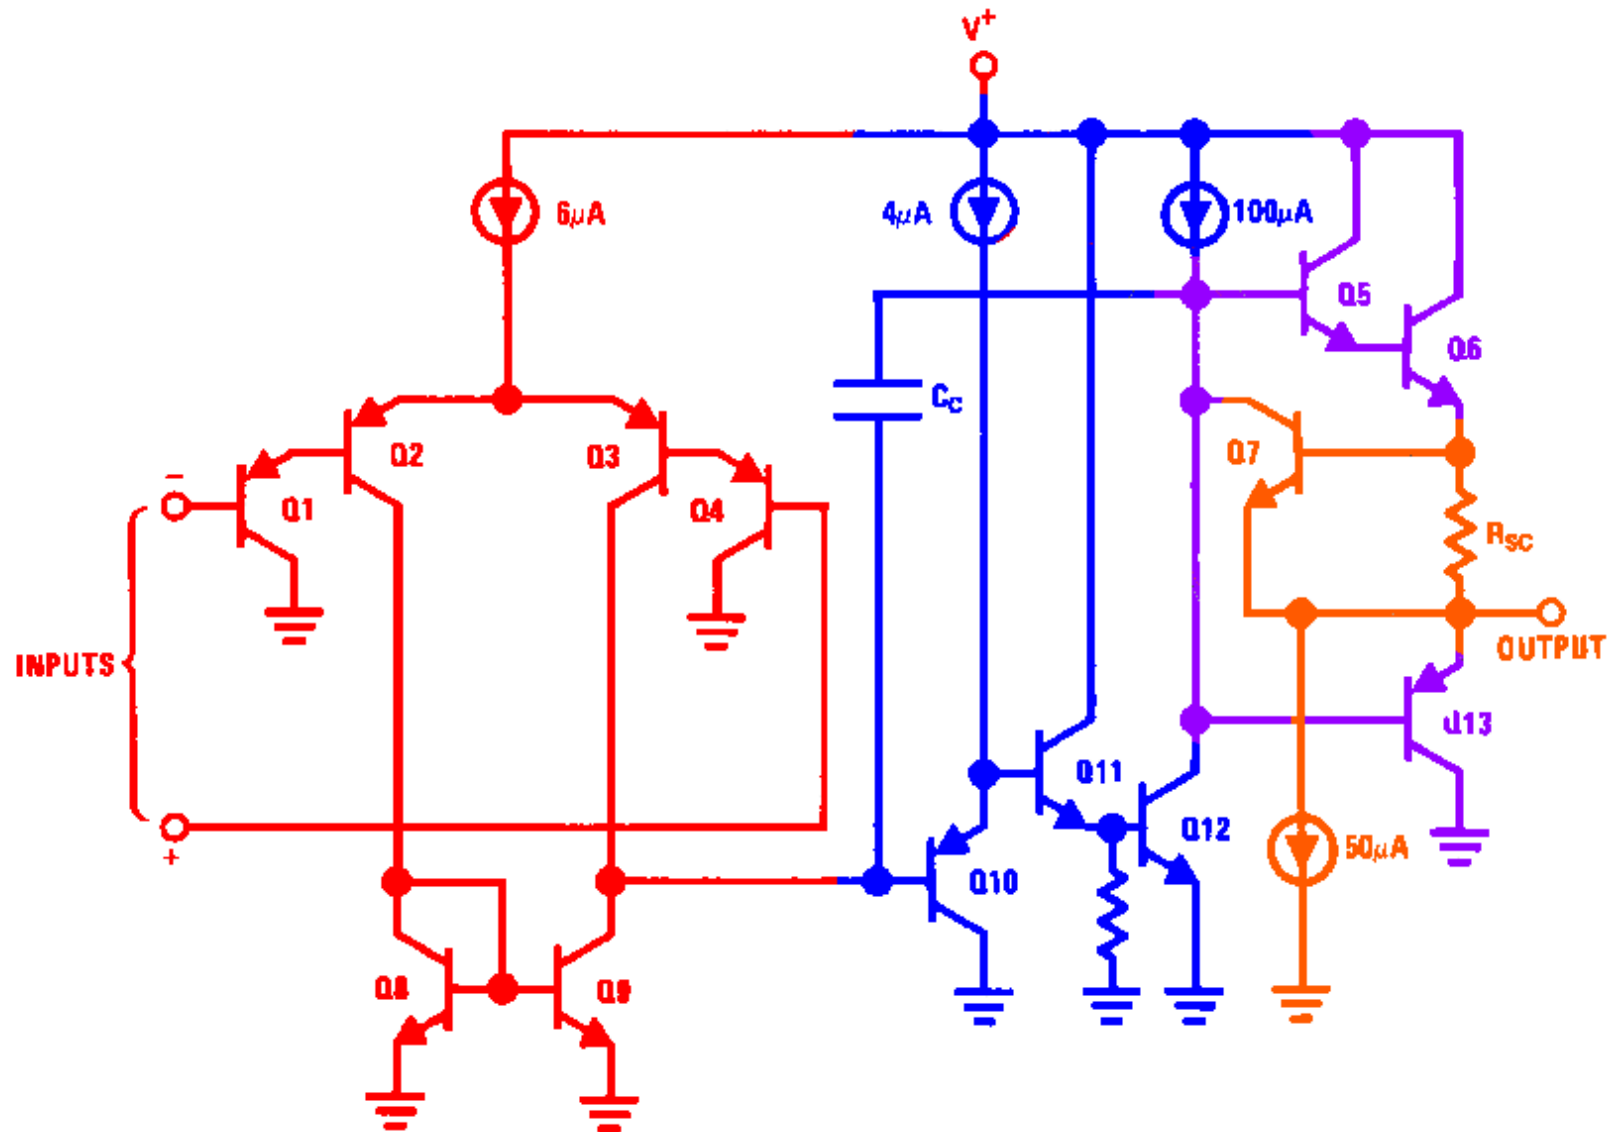 V+
6μA
4μA
100μA
Q5
Q6
Cc
Q2
Q3
Q7
−
Q1
Q4
RSC
INPUTS
OUTPUT
Q13
Q11
+
Q12
50μA
Q10
Q8
Q9